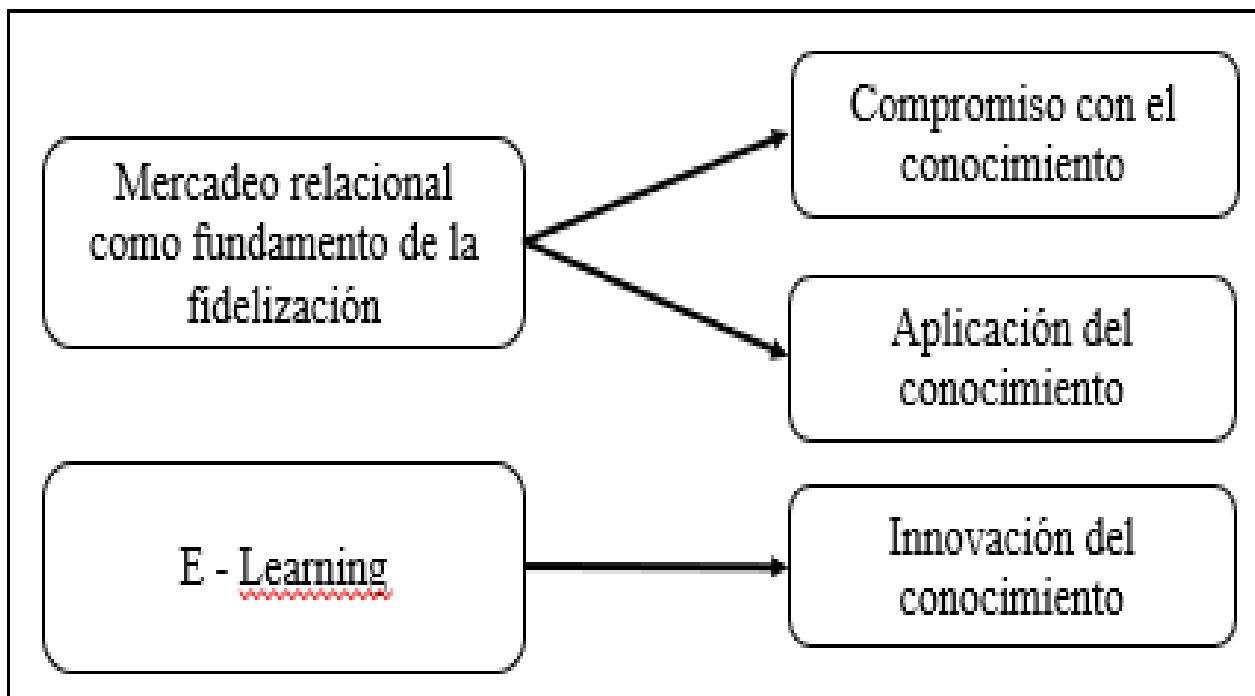 Mercadeo relacional
como fundamento de la
fidelización
Compromiso con el
conocimiento
Aplicación del
conocimiento
E - Learning
Innovación del
conocimiento